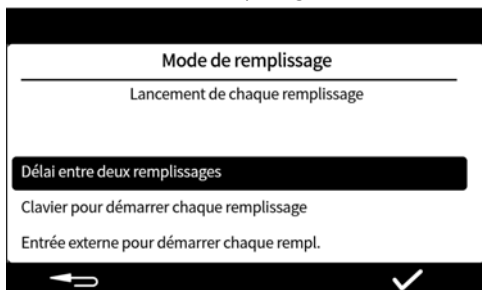 Mode de remplissage
Lancement de chaque remplissage
Délai entre deux remplissages
Clavier pour démarrer chaque remplissage
Entrée externe pour démarrer chaque rempl.